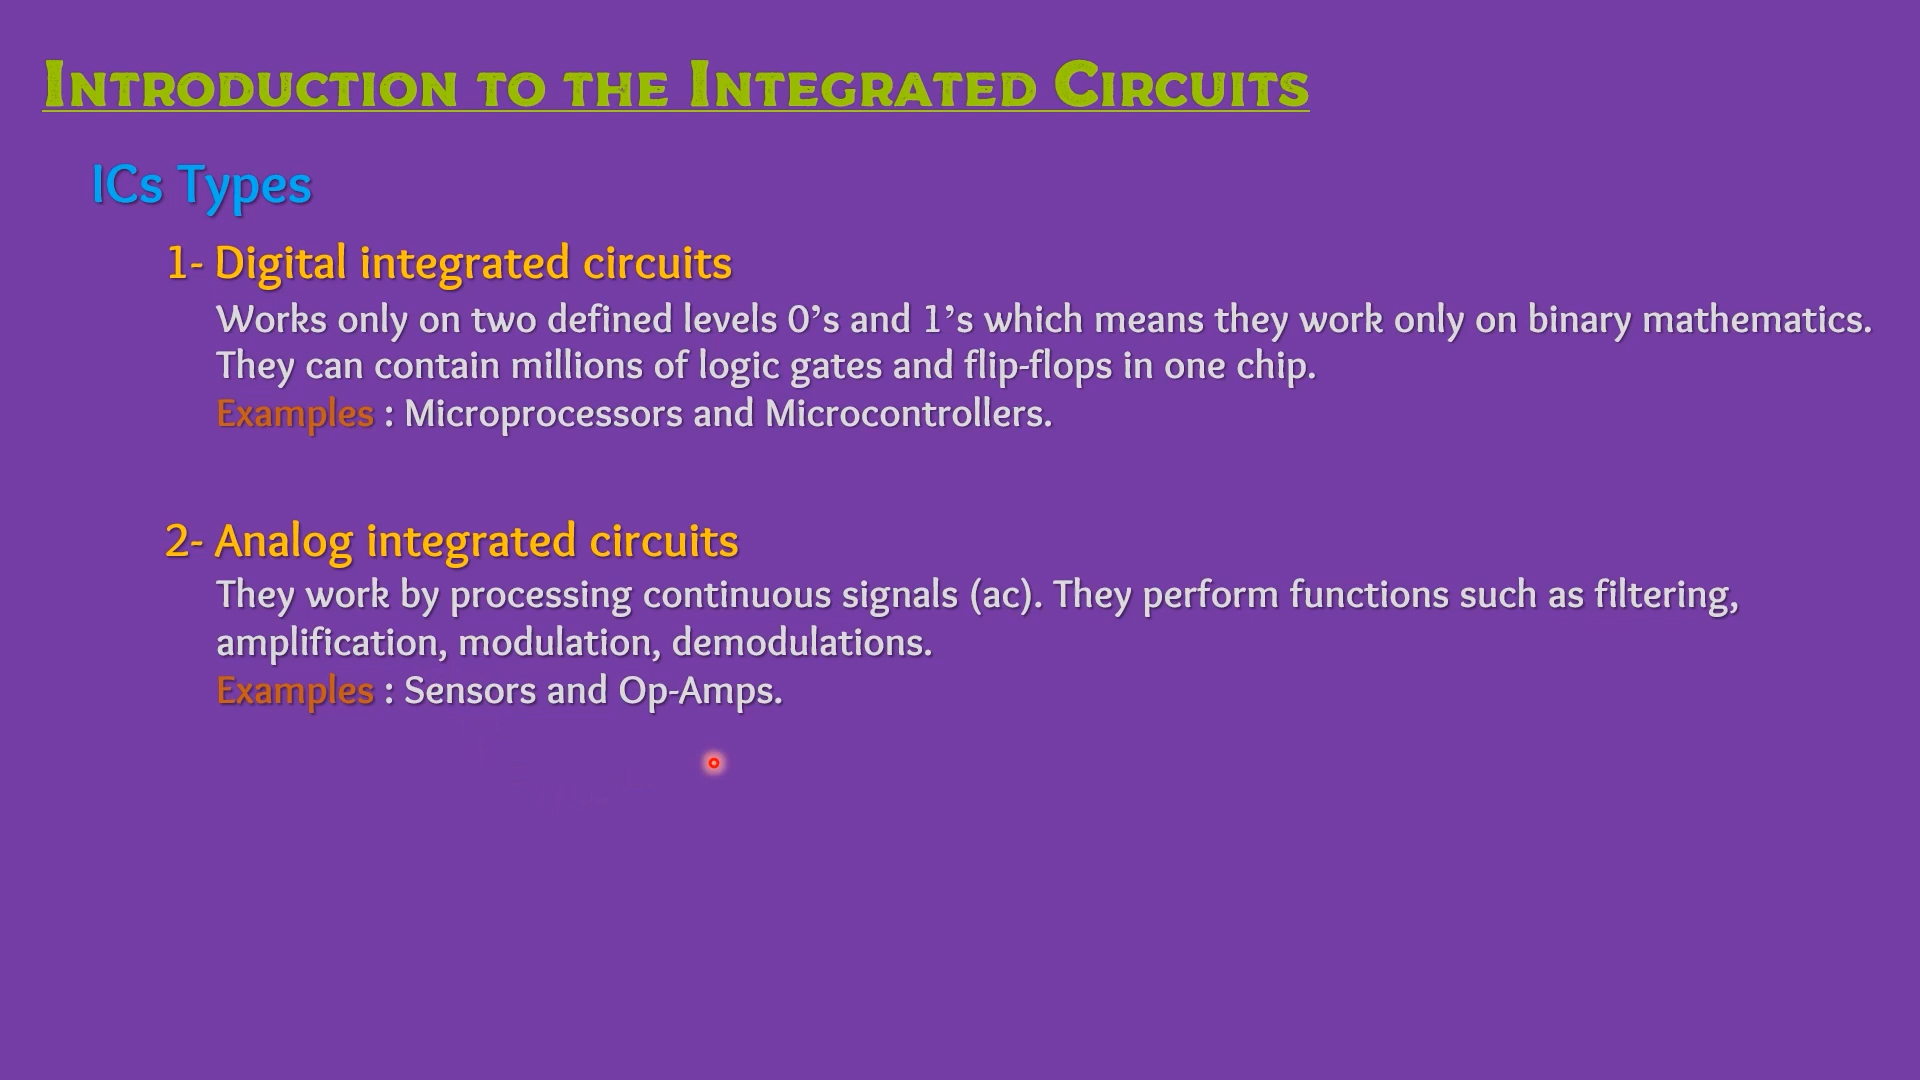 Introduction to the Integrated Circuits
ICs Types
1- Digital integrated circuits
Works only on two defined levels 0’s and 1’s which means they work only on binary mathematics.
They can contain millions of logic gates and flip-flops in one chip.
Examples : Microprocessors and Microcontrollers.
2- Analog integrated circuits
They work by processing continuous signals (ac). They perform functions such as filtering,
amplification, modulation, demodulations.
Examples : Sensors and Op-Amps.